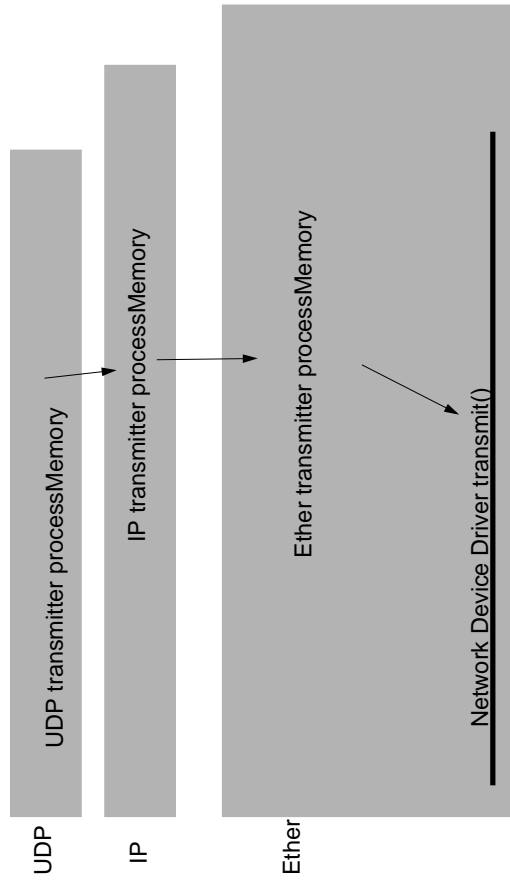 UDP
UDP transmitter processMemory
IP
IP transmitter processMemory
Ether
Ether transmitter processMemory
Network Device Driver transmit()